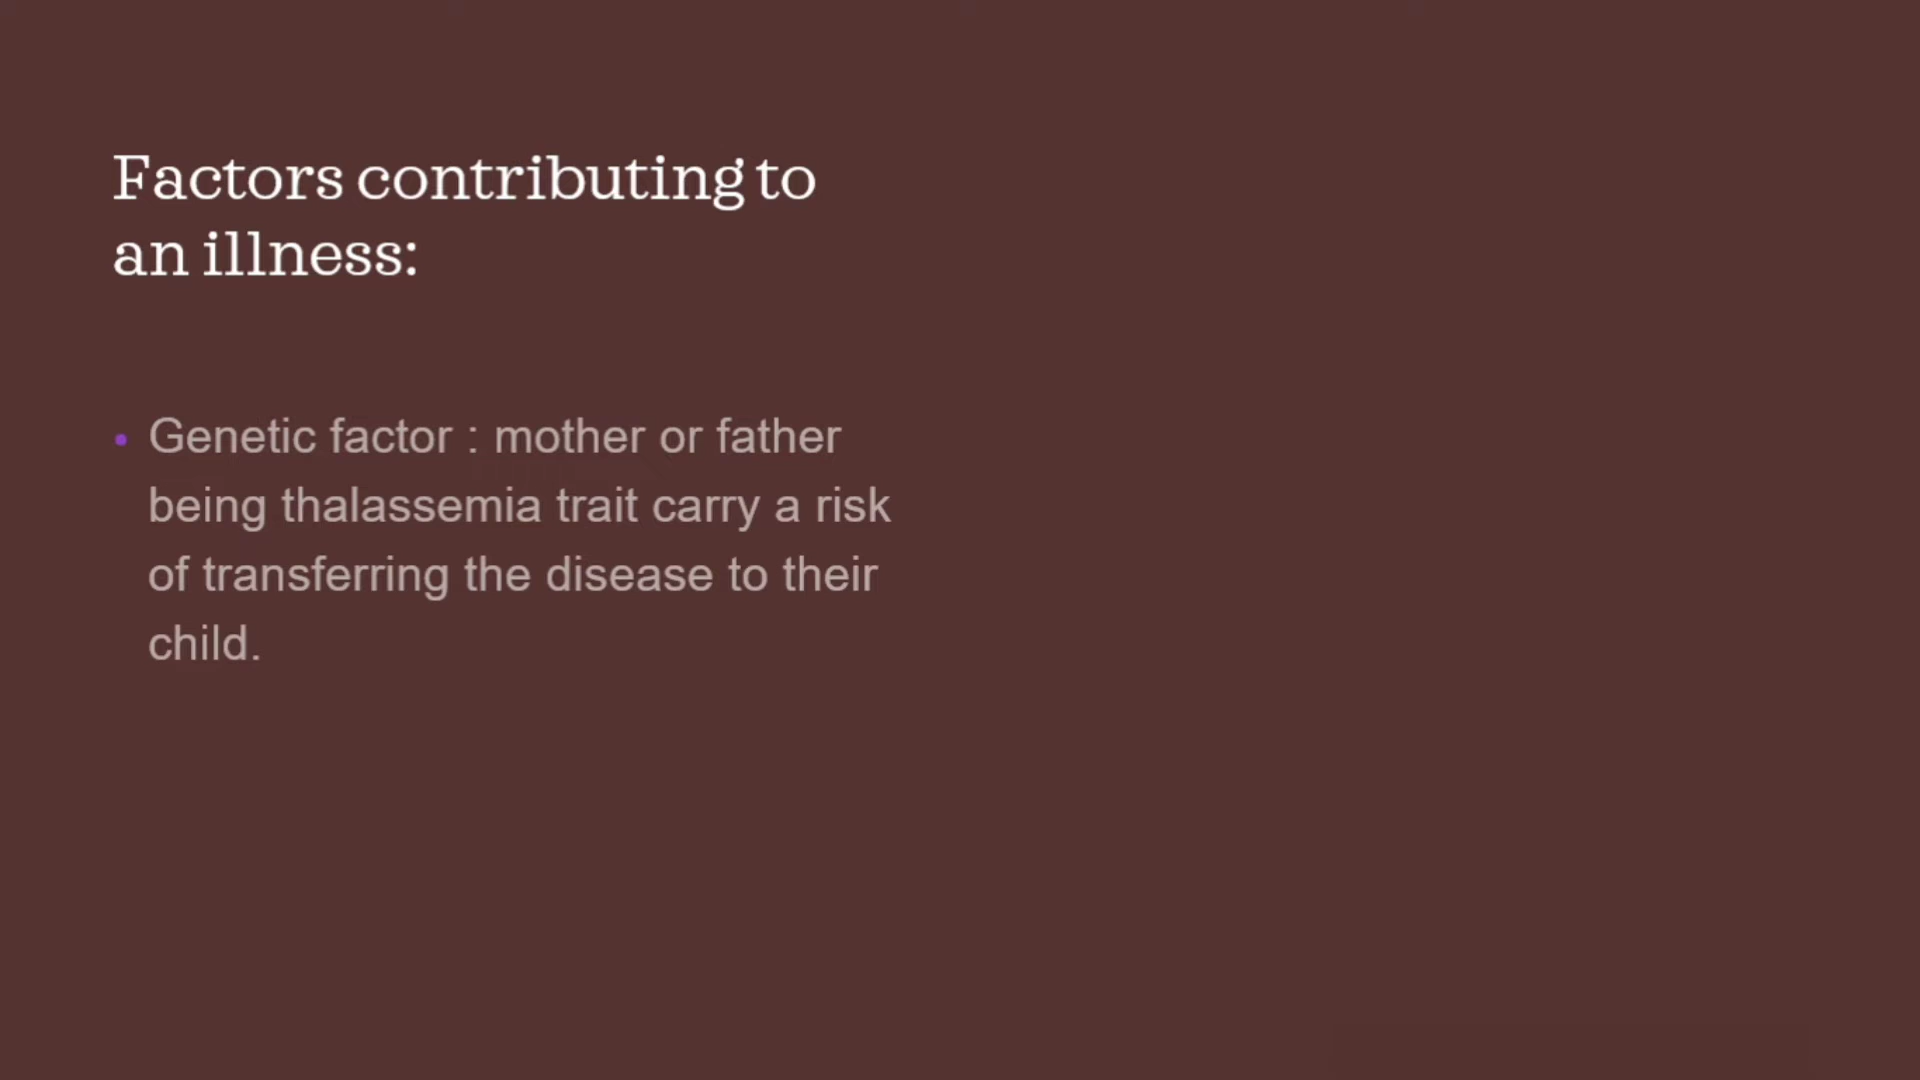 Factors contributing to
an illness:
• Genetic factor : mother or father
being thalassemia trait carry a risk
of transferring the disease to their
child.